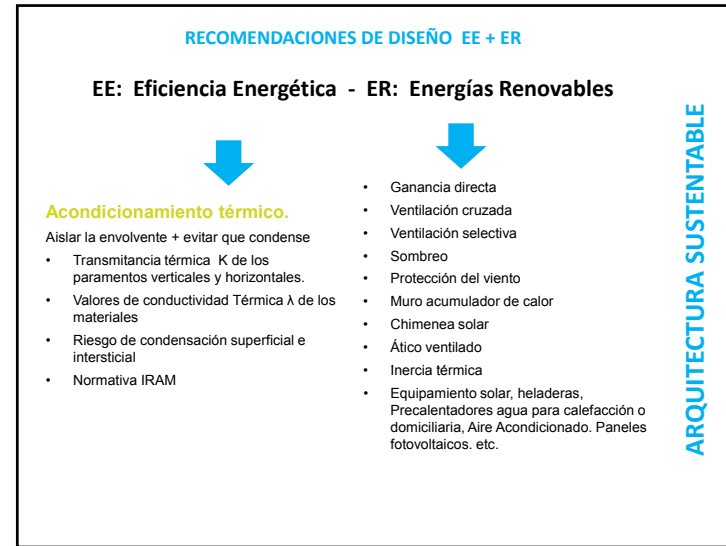 RECOMENDACIONES DE DISEÑO EE + ER
EE: Eficiencia Energética - ER: Energías Renovables
Acondicionamiento térmico.
Aislar la envolvente + evitar que condense
• Transmitancia térmica K de los
paramentos verticales y horizontales.
• Valores de conductividad Térmica λ de los
materiales
• Riesgo de condensación superficial e
intersticial
• Normativa IRAM
• Ganancia directa
• Ventilación cruzada
• Ventilación selectiva
• Sombreo
• Protección del viento
• Muro acumulador de calor
• Chimenea solar
• Ático ventilado
• Inercia térmica
• Equipamiento solar, heladeras,
Precalentadores agua para calefacción o
domiciliaria, Aire Acondicionado. Paneles
fotovoltaicos. etc.
ARQUITECTURA SUSTENTABLE